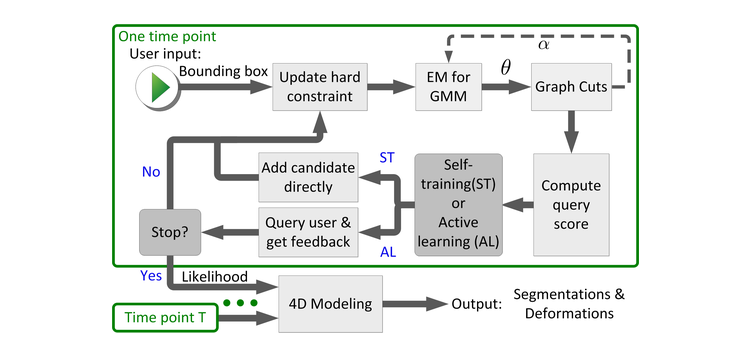 One time point
User input:
Bounding box
Update hard
constraint
EM for
GMM
θ
α
Graph Cuts
No
Add candidate
directly
ST
Self-
training(ST)
or
Active
learning (AL)
Compute
query
score
Stop?
Query user &
get feedback
AL
Yes
Likelihood
Time point T
4D Modeling
Output:
Segmentations &
Deformations